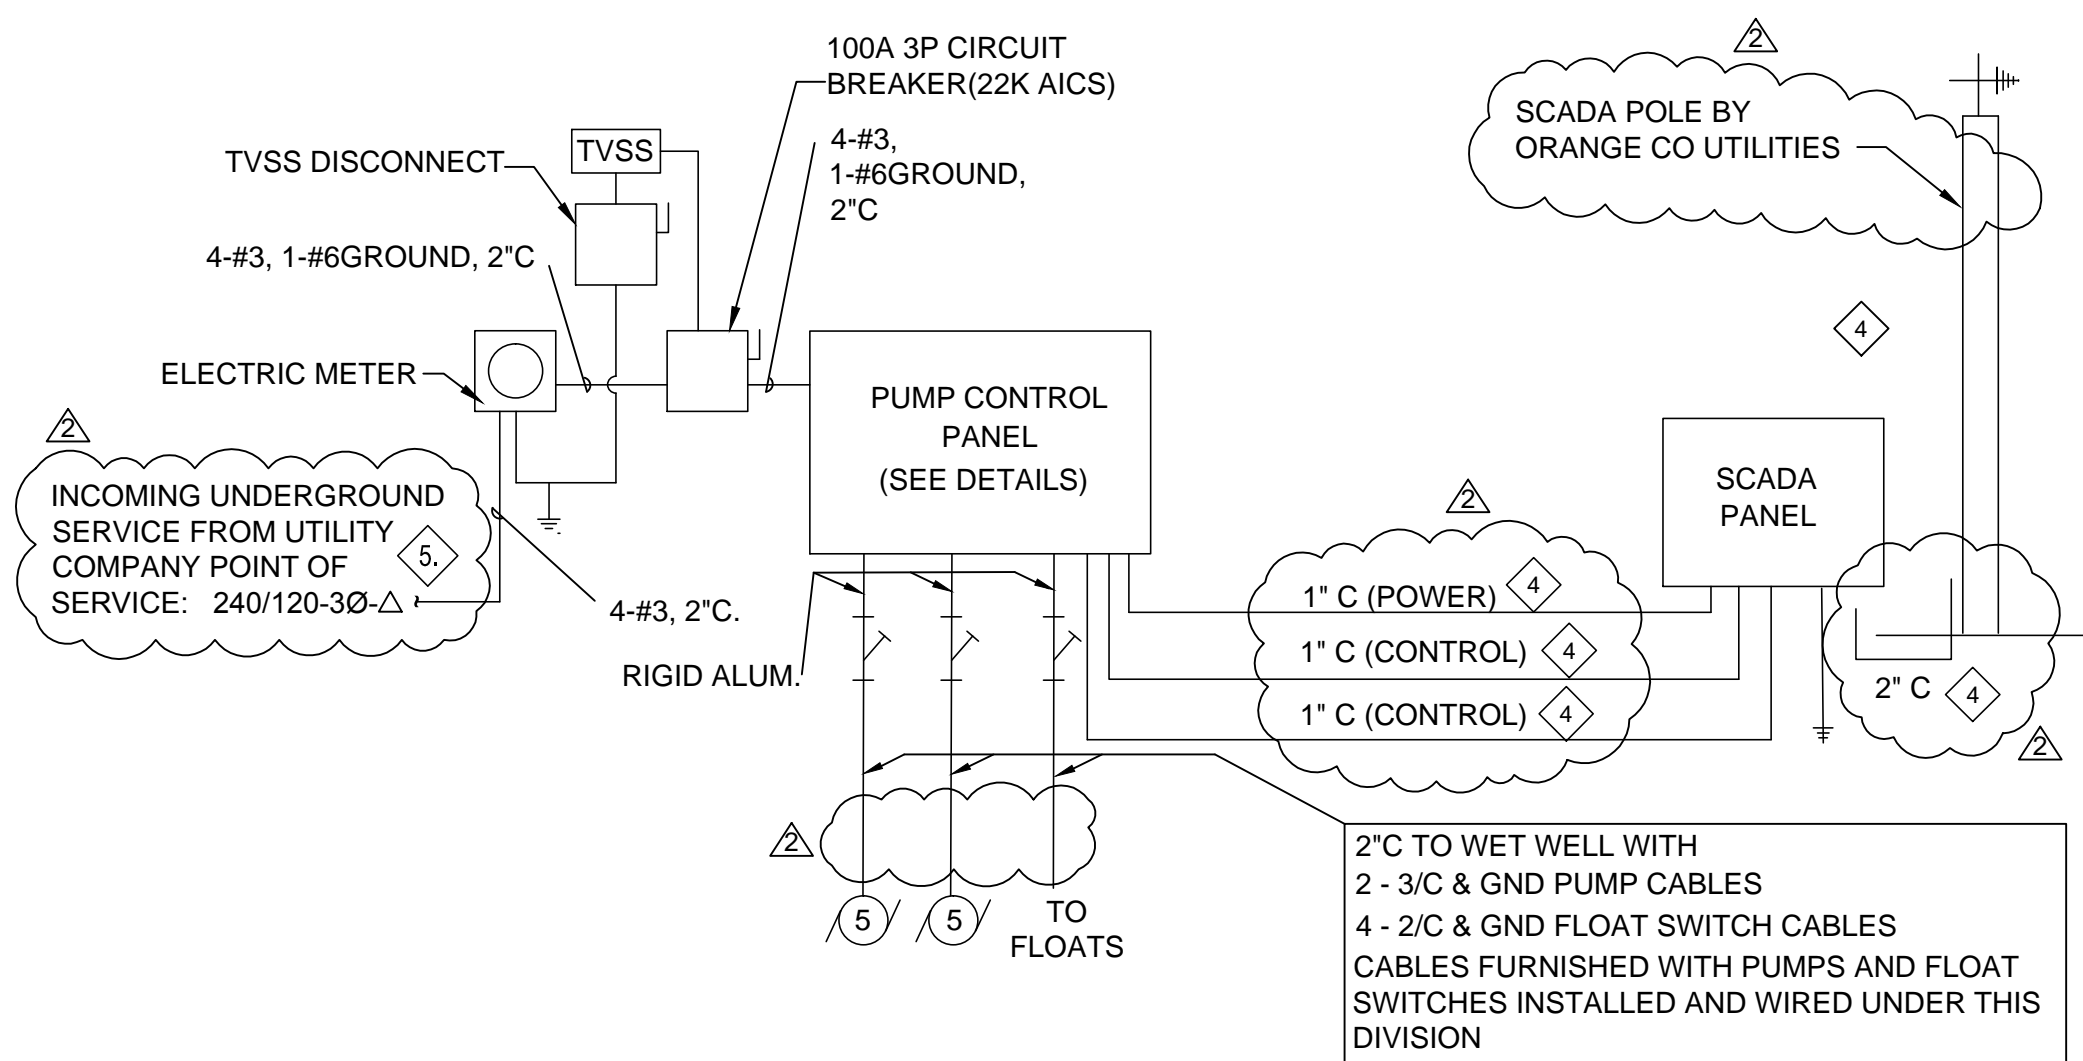 100A 3P CIRCUIT
BREAKER(22K AICS)
2
SCADA POLE BY
ORANGE CO UTILITIES
TVSS DISCONNECT
TVSS
4-#3,
1-#6GROUND,
2"C
4-#3, 1-#6GROUND, 2"C
4
ELECTRIC METER
PUMP CONTROL
PANEL
(SEE DETAILS)
2
INCOMING UNDERGROUND
SERVICE FROM UTILITY
COMPANY POINT OF
SERVICE: 240/120-3Ø-△
5.
4-#3, 2"C.
RIGID ALUM.
2
1" C (POWER) 4
1" C (CONTROL) 4
1" C (CONTROL) 4
SCADA
PANEL
2" C 4
2
2
5
5
TO
FLOATS
2"C TO WET WELL WITH
2 - 3/C & GND PUMP CABLES
4 - 2/C & GND FLOAT SWITCH CABLES
CABLES FURNISHED WITH PUMPS AND FLOAT
SWITCHES INSTALLED AND WIRED UNDER THIS
DIVISION